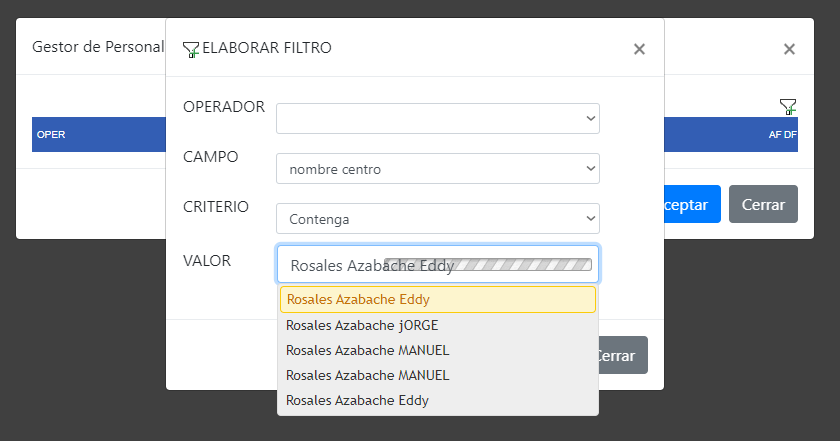 Gestor de Personal
×
OPER
AF DF
ceptar
Cerrar
ELABORAR FILTRO
×
OPERADOR
CAMPO
nombre centro
CRITERIO
Contenga
VALOR
Rosales Azabache Eddy
Rosales Azabache Eddy
Rosales Azabache jORGE
Rosales Azabache MANUEL
Rosales Azabache MANUEL
Rosales Azabache Eddy
Cerrar